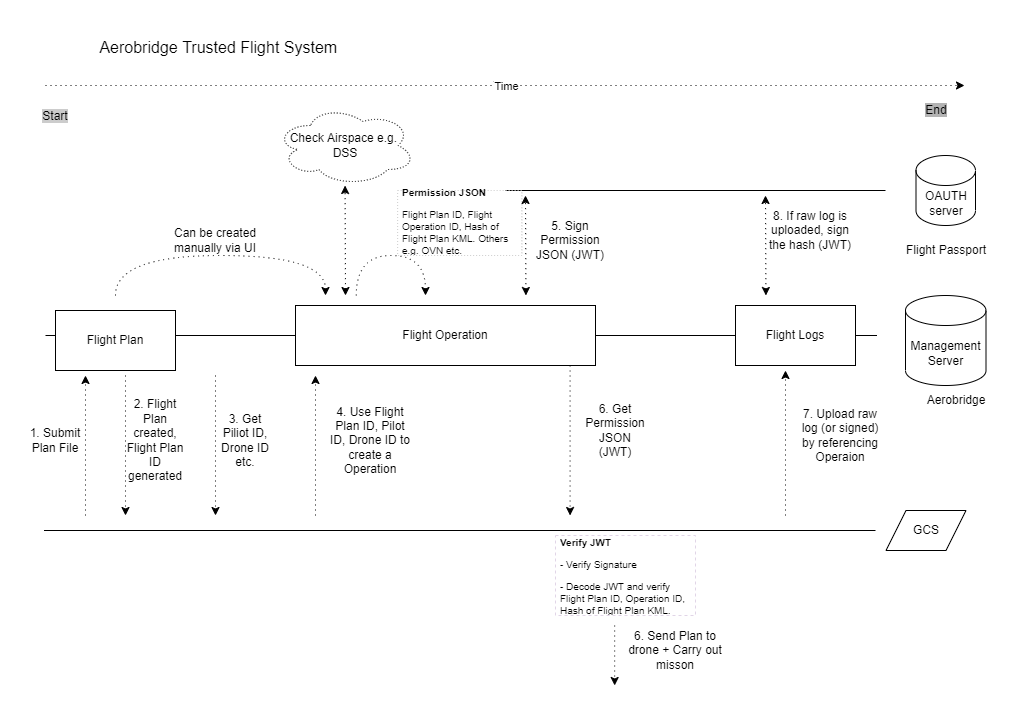 Aerobridge Trusted Flight System
Time
Start
End
Check Airspace e.g.
DSS
Permission JSON
Flight Plan ID, Flight
Operation ID, Hash of
Flight Plan KML. Others
e.g. OVN etc.
5. Sign
Permission
JSON (JWT)
8. If raw log is
uploaded, sign
the hash (JWT)
OAUTH
server
Flight Passport
Can be created
manually via UI
Flight Plan
Flight Operation
Flight Logs
Management
Server
Aerobridge
1. Submit
Plan File
2. Flight
Plan
created,
Flight Plan
ID
generated
3. Get
Piliot ID,
Drone ID
etc.
4. Use Flight
Plan ID, Pilot
ID, Drone ID to
create a
Operation
6. Get
Permission
JSON
(JWT)
7. Upload raw
log (or signed)
by referencing
Operaion
GCS
Verify JWT
- Verify Signature
- Decode JWT and verify
Flight Plan ID, Operation ID,
Hash of Flight Plan KML.
6. Send Plan to
drone + Carry out
misson